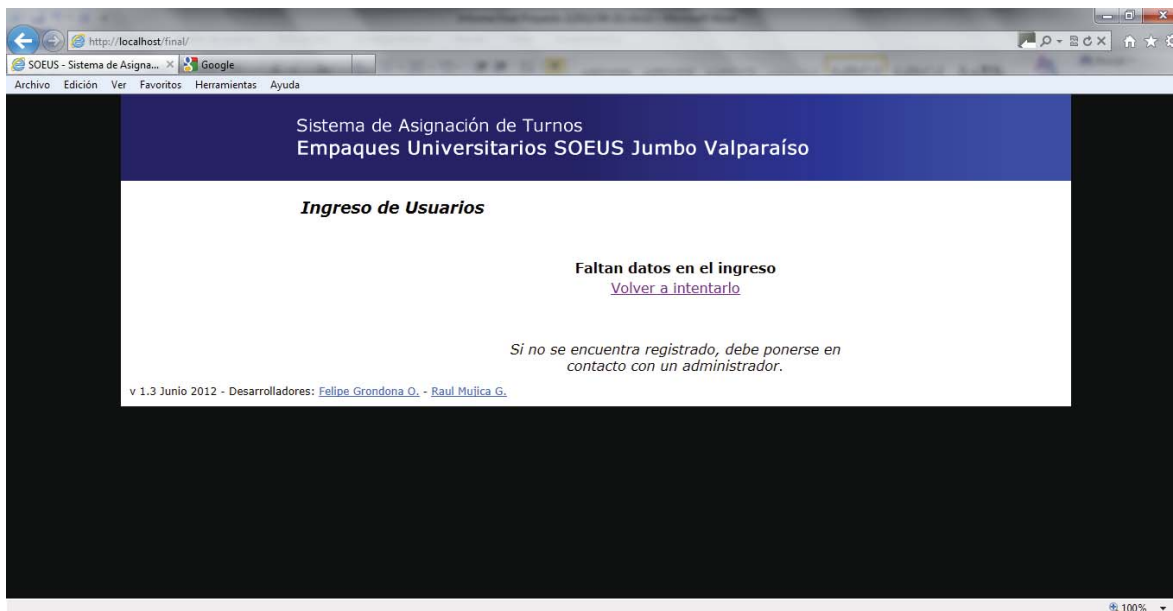 http://localhost/final/
SOEUS - Sistema de Asigna...
Google
Archivo Edición Ver Favoritos Herramientas Ayuda
Sistema de Asignación de Turnos
Empaques Universitarios SOEUS Jumbo Valparaíso
Ingreso de Usuarios
Faltan datos en el ingreso
Volver a intentarlo
Si no se encuentra registrado, debe ponerse en
contacto con un administrador.
v 1.3 Junio 2012 - Desarrolladores: Felipe Grondona O. - Raul Mujica G.
100%